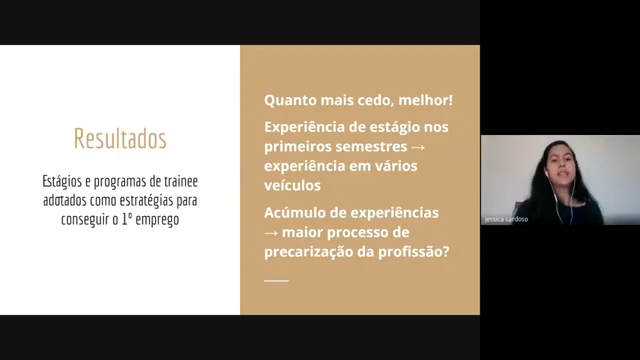 Resultados
Estágios e programas de trainee
adotados como estratégias para
conseguir o 1º emprego
Quanto mais cedo, melhor!
Experiência de estágio nos
primeiros semestres →
experiência em vários
veículos
Acúmulo de experiências
→ maior processo de
precarização da profissão?
jessica cardoso